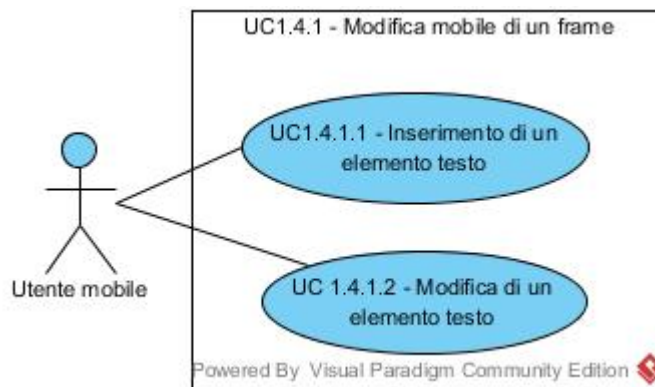 UC1.4.1 - Modifica mobile di un frame
UC1.4.1.1 - Inserimento di un
elemento testo
Utente mobile
UC 1.4.1.2 - Modifica di un
elemento testo
Powered By Visual Paradigm Community Edition